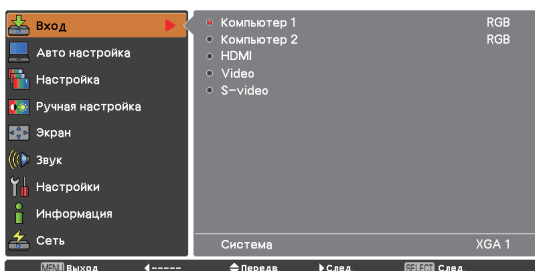 Вход
Авто настройка
Настройка
Ручная настройка
Экран
Звук
Настройки
Информация
Сеть
Компьютер 1 RGB
Компьютер 2 RGB
HDMI
Video
S-video
Система XGA 1
MENU Выход ----- Передв След SELECT След